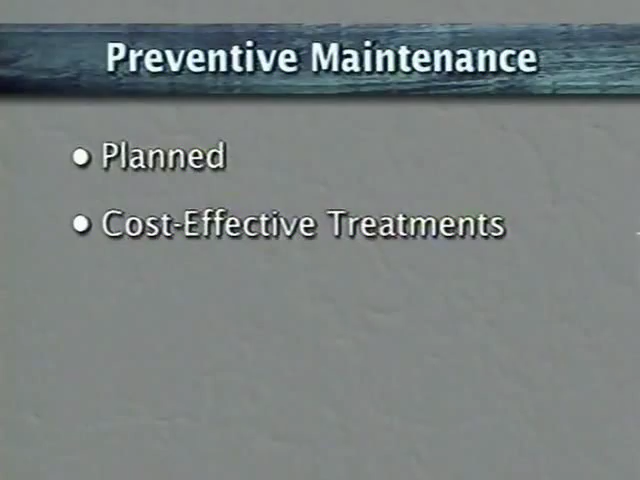 Preventive Maintenance
• Planned
• Cost-Effective Treatments